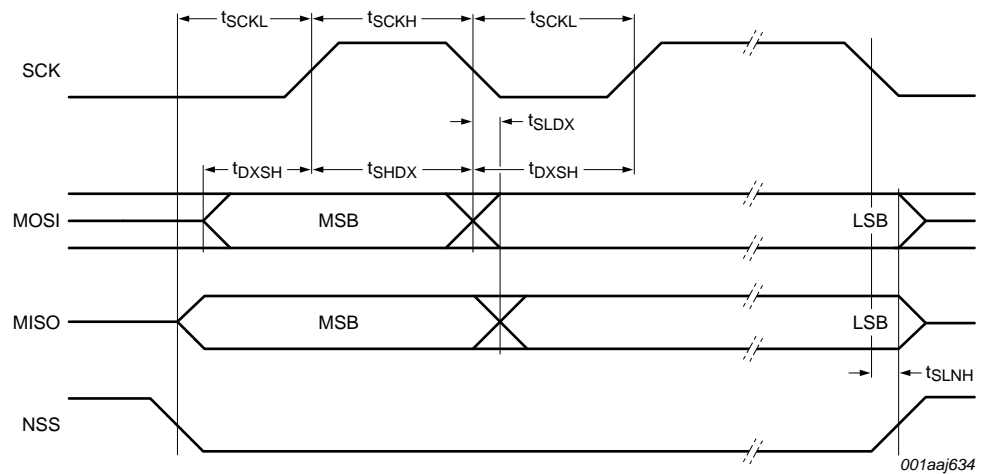 tSCKL tSCKH tSCKL
SCK
tSLDX
tDXSH tSHDX tDXSH
MOSI MSB LSB
MISO MSB LSB
tSLNH
NSS
001aaj634